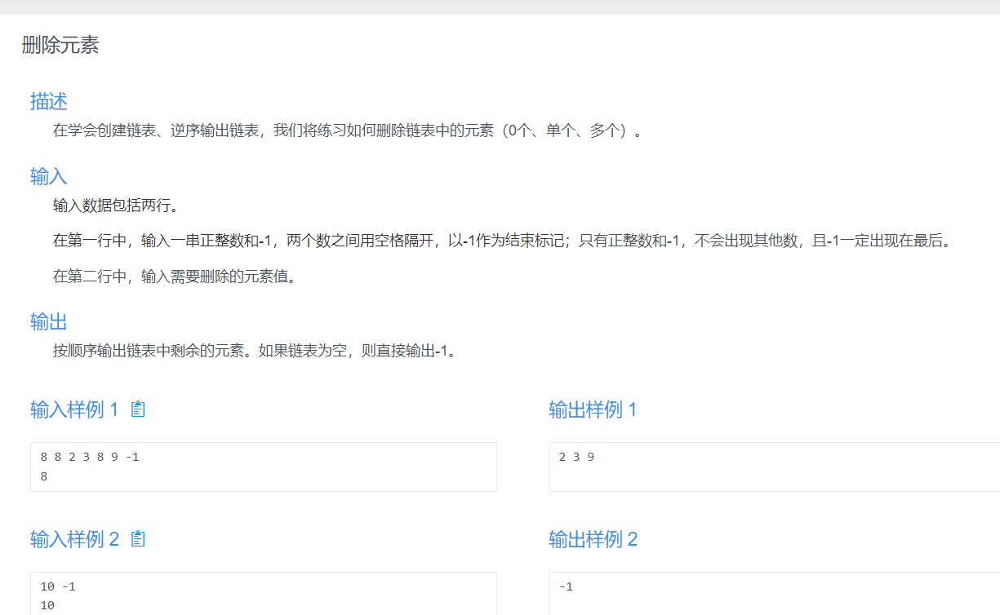 删除元素
描述
在学会创建链表、逆序输出链表，我们将练习如何删除链表中的元素（0个、单个、多个）。
输入
输入数据包括两行。
在第一行中，输入一串正整数和-1，两个数之间用空格隔开，以-1作为结束标记；只有正整数和-1，不会出现其他数，且-1一定出现在最后。
在第二行中，输入需要删除的元素值。
输出
按顺序输出链表中剩余的元素。如果链表为空，则直接输出-1。
输入样例 1
输出样例 1
8 8 2 3 8 9 -1
8
2 3 9
输入样例 2
输出样例 2
10 -1
10
-1